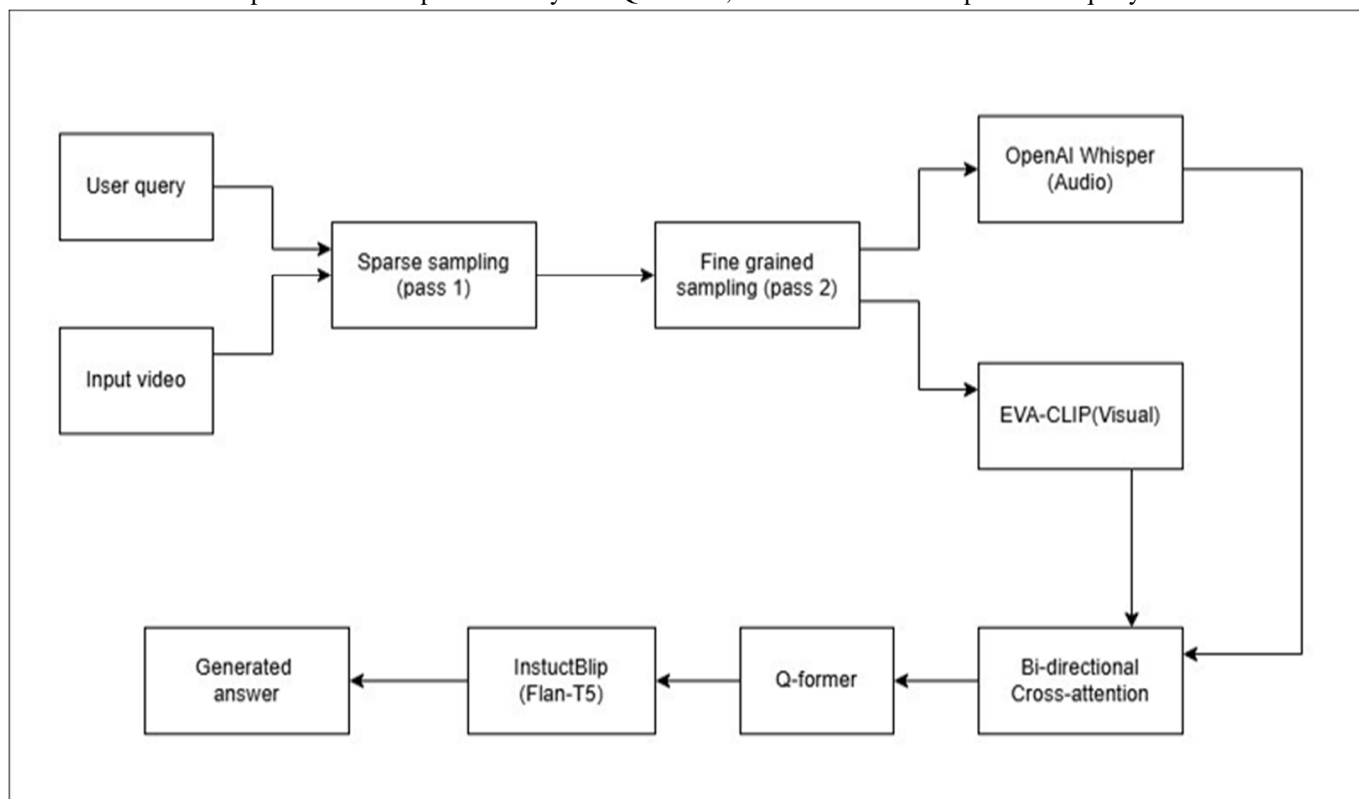 User query
Input video
Sparse sampling
(pass 1)
Fine grained
sampling (pass 2)
OpenAI Whisper
(Audio)
EVA-CLIP(Visual)
Bi-directional
Cross-attention
Q-former
InstuctBlip
(Flan-T5)
Generated
answer